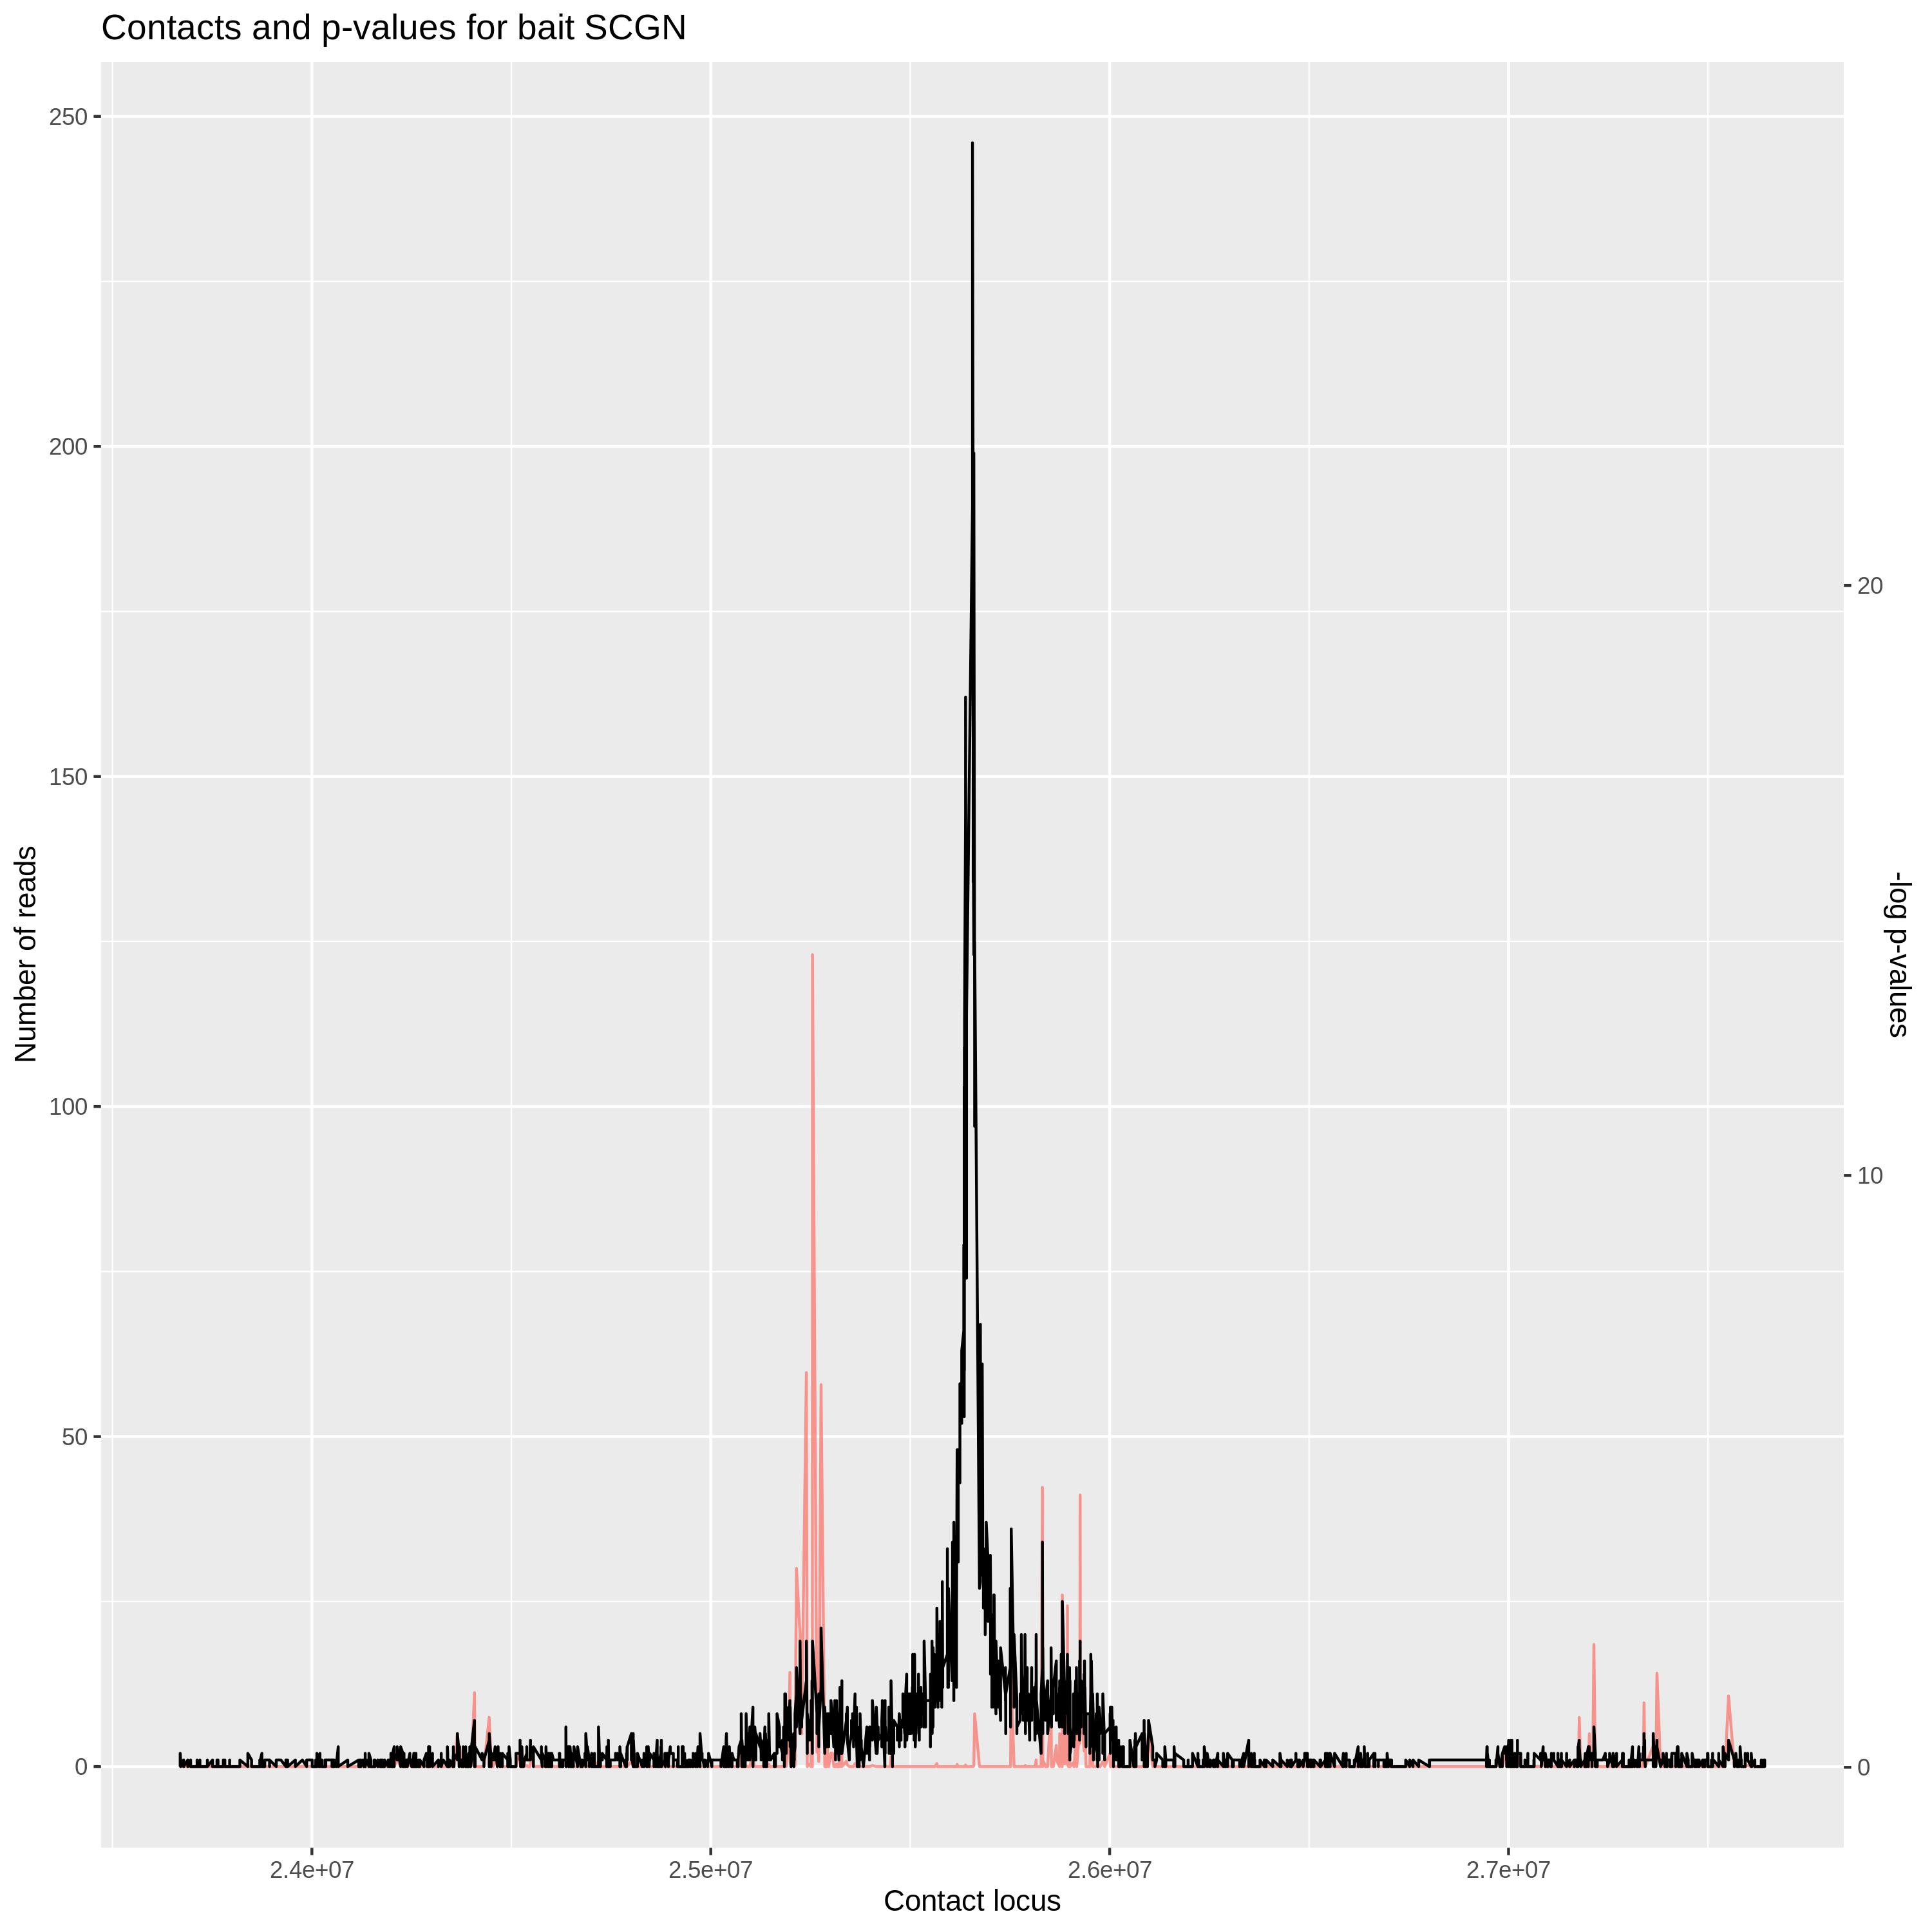 Contacts and p-values for bait SCGN
250
200
150
100
50
0
Number of reads
20
10
0
-log p-values
2.4e+07
2.5e+07
2.6e+07
2.7e+07
Contact locus